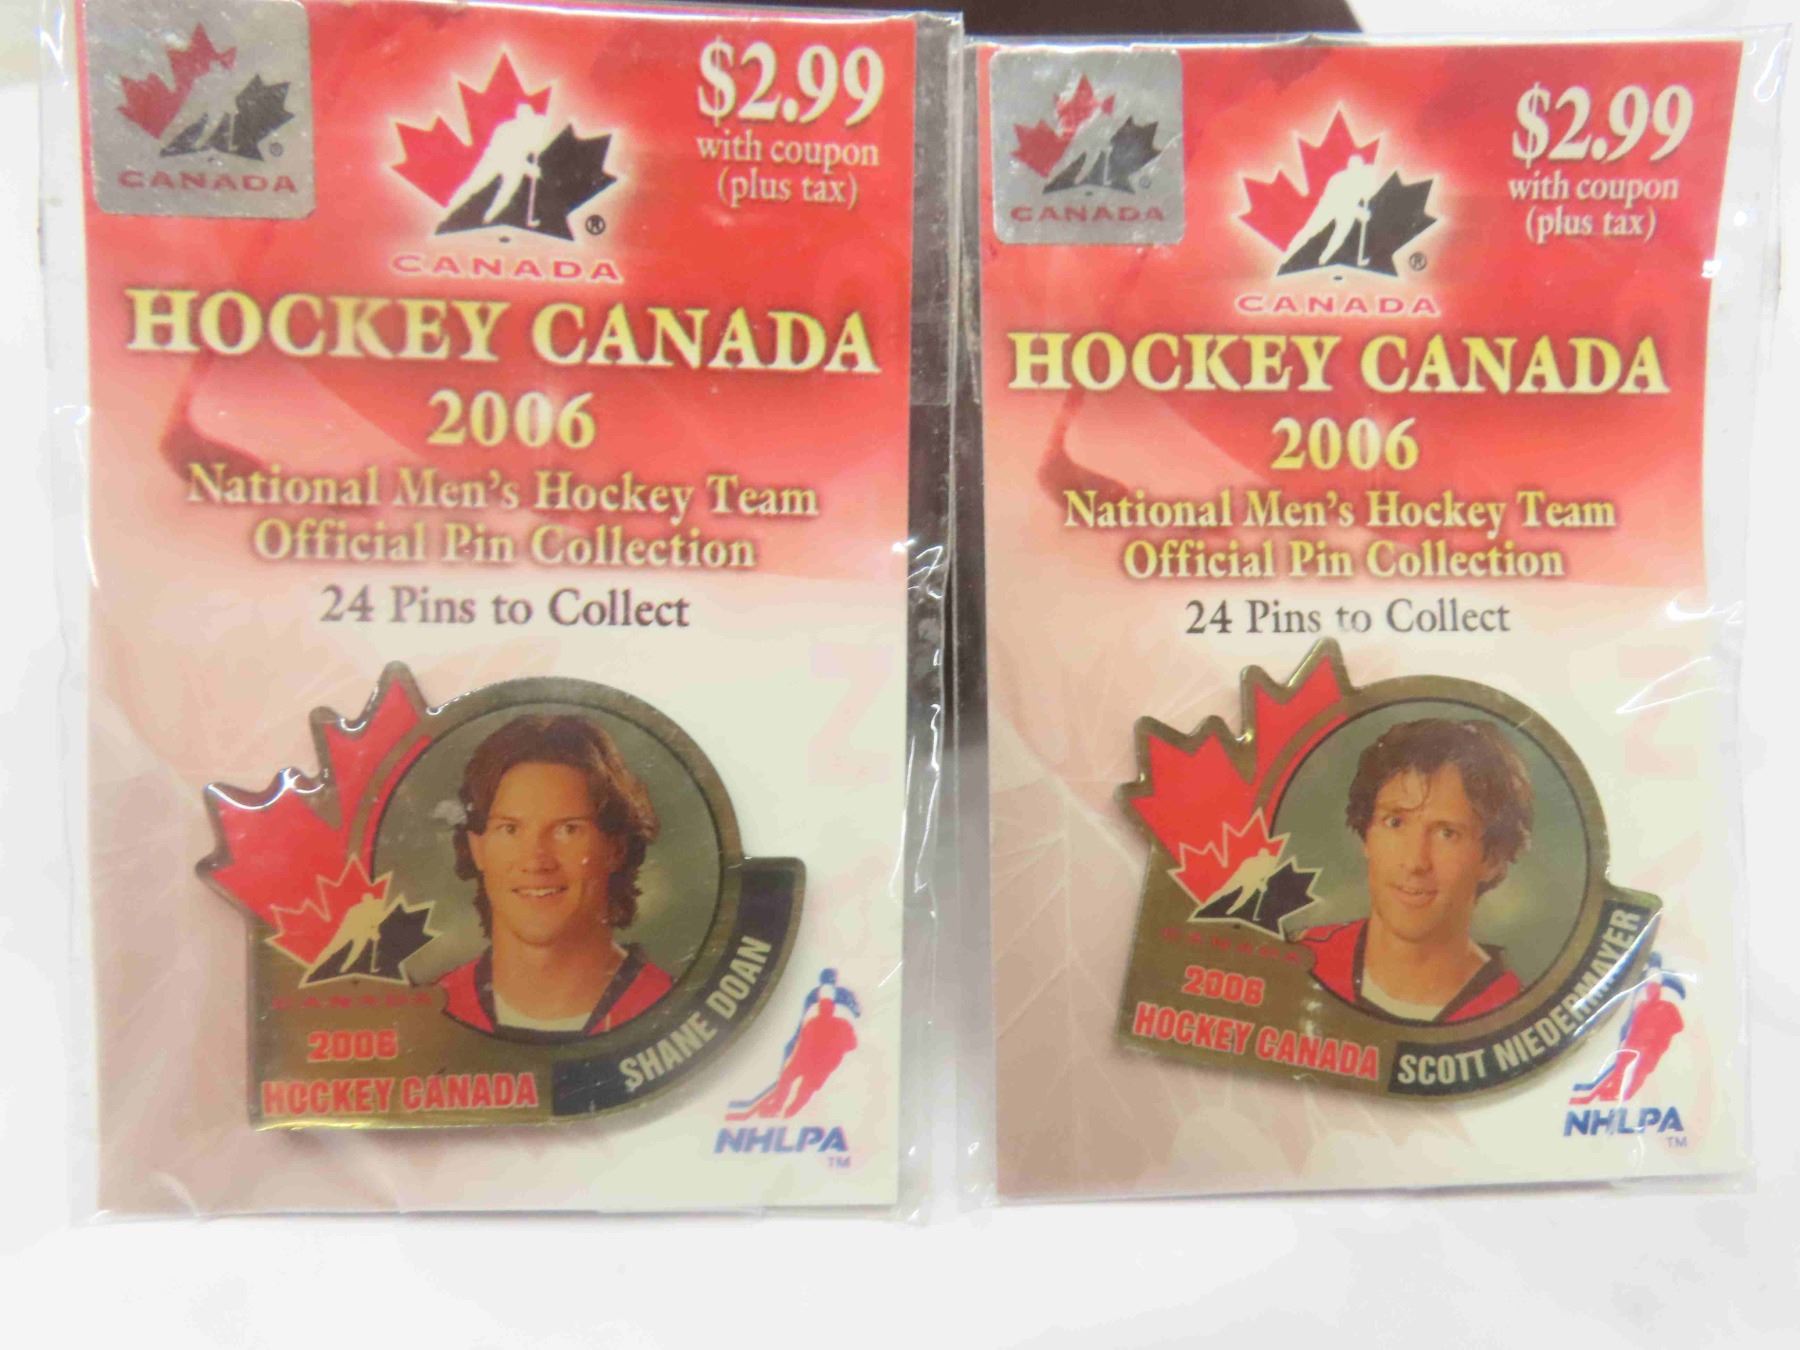 CANADA
$2.99
with coupon
(plus tax)
®
CANADA
HOCKEY CANADA
2006
National Men's Hockey Team
Official Pin Collection
24 Pins to Collect
CANADA
2006
HOCKEY CANADA
SHANE DOAN
NHLPA
TM
CANADA
$2.99
with coupon
(plus tax)
®
CANADA
HOCKEY CANADA
2006
National Men's Hockey Team
Official Pin Collection
24 Pins to Collect
CANADA
2006
HOCKEY CANADA
SCOTT NIEDERMAYER
NHLPA
TM